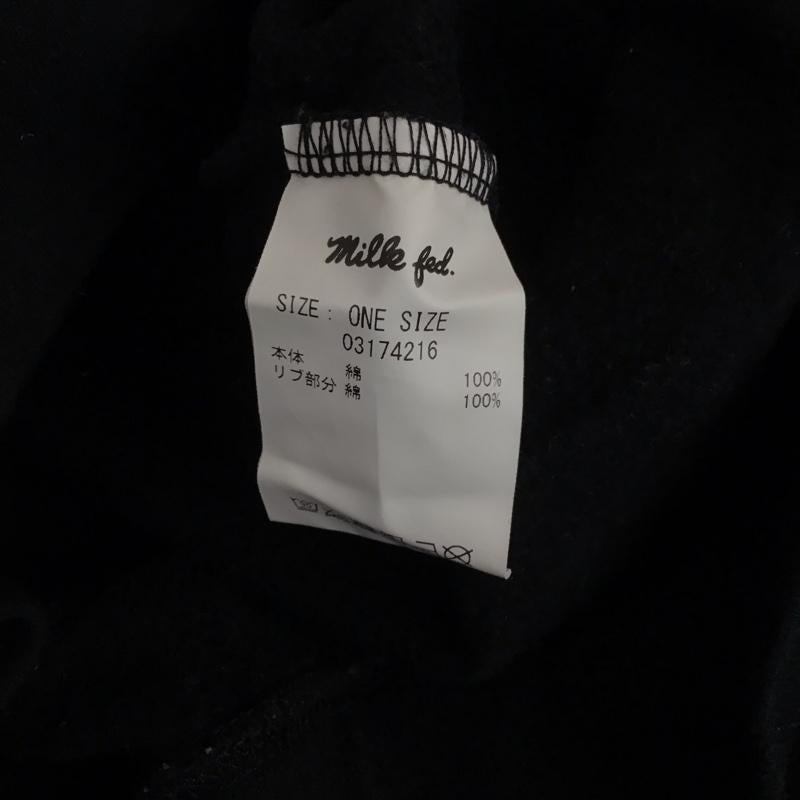 Milk fed.
SIZE: ONE SIZE
03174216
本体 綿 100%
リブ部分 綿 100%